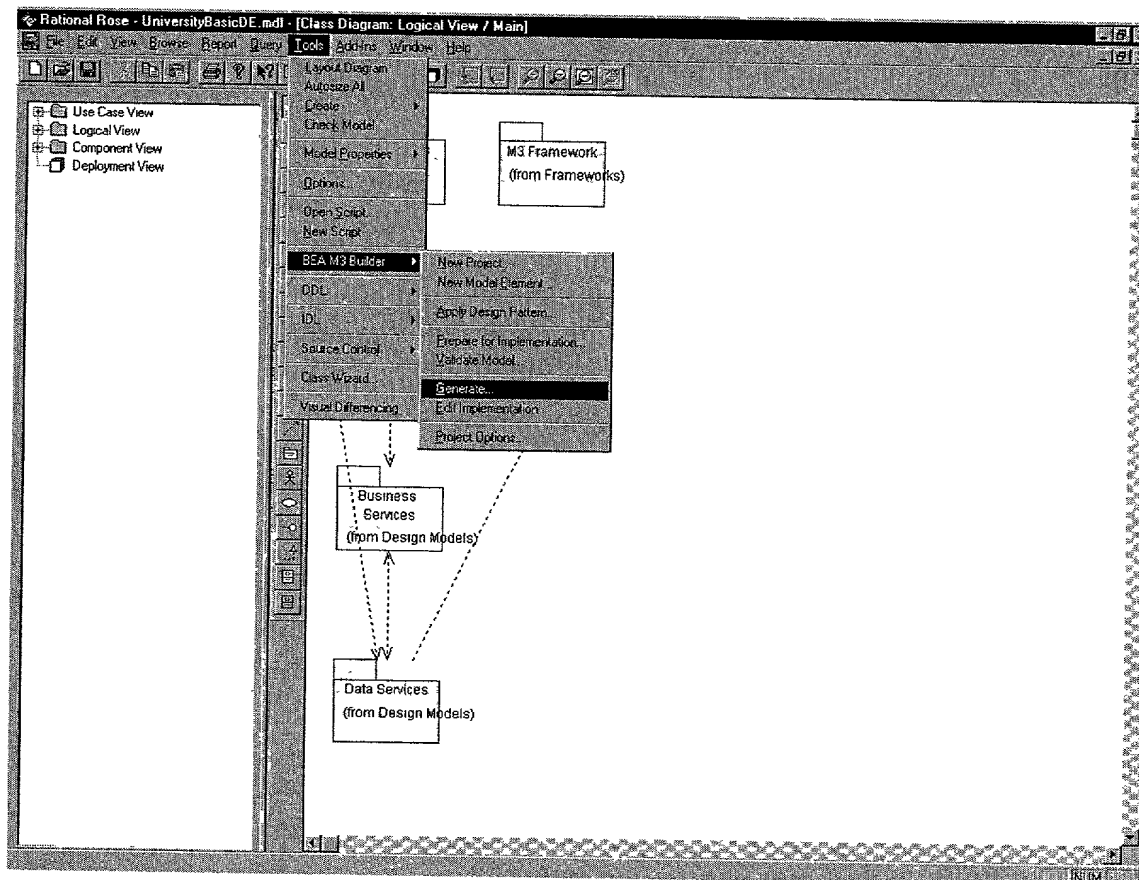 Rational Rose - UniversityBasicDE.mdl - [Class Diagram: Logical View / Main]
File Edit View Browse Report Query Tools Add-Ins Window Help
Layout Diagram
Autosize All
Create
Check Model
Model Properties
Options...
Open Script...
New Script
BEA M3 Builder
DDL
IDL
Source Control
Class Wizard...
Visual Differencing
New Project...
New Model Element...
Apply Design Pattern...
Prepare for Implementation...
Validate Model...
Generate...
Edit Implementation
Project Options...
Use Case View
Logical View
Component View
Deployment View
M3 Framework
(from Frameworks)
Business
Services
(from Design Models)
Data Services
(from Design Models)
NUM